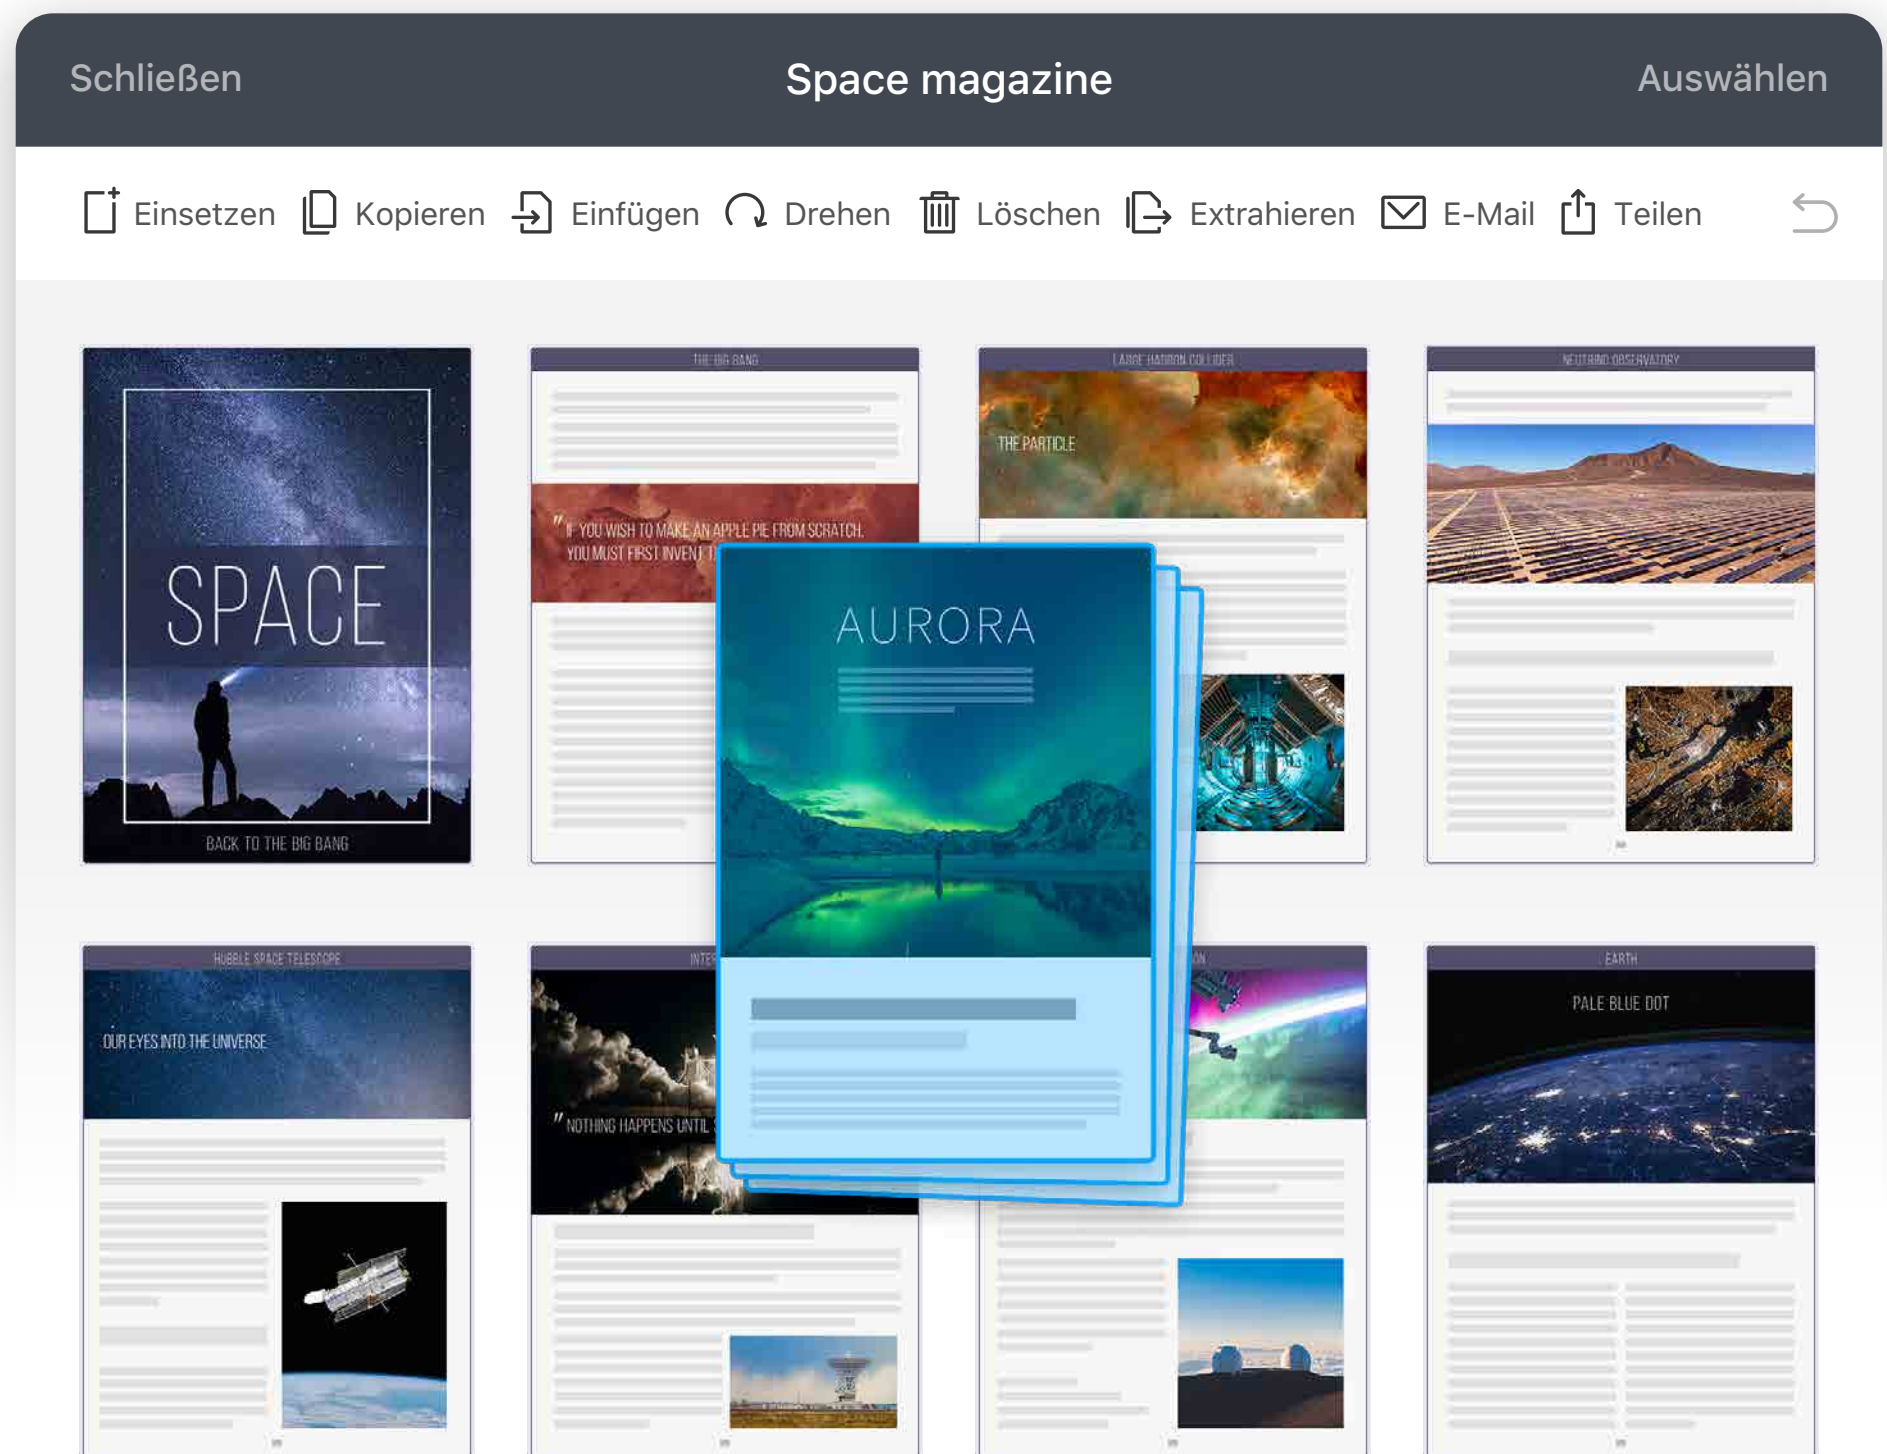 Schließen
Space magazine
Auswählen
Einsetzen
Kopieren
Einfügen
Drehen
Löschen
Extrahieren
E-Mail
Teilen
SPACE
BACK TO THE BIG BANG
THE BIG BANG
" IF YOU WISH TO MAKE AN APPLE PIE FROM SCRATCH,
YOU MUST FIRST INVENT
LARGE HADRON COLLIDER
THE PARTICLE
NEUTRINO OBSERVATORY
AURORA
HUBBLE SPACE TELESCOPE
OUR EYES INTO THE UNIVERSE
" NOTHING HAPPENS UNTIL
EARTH
PALE BLUE DOT